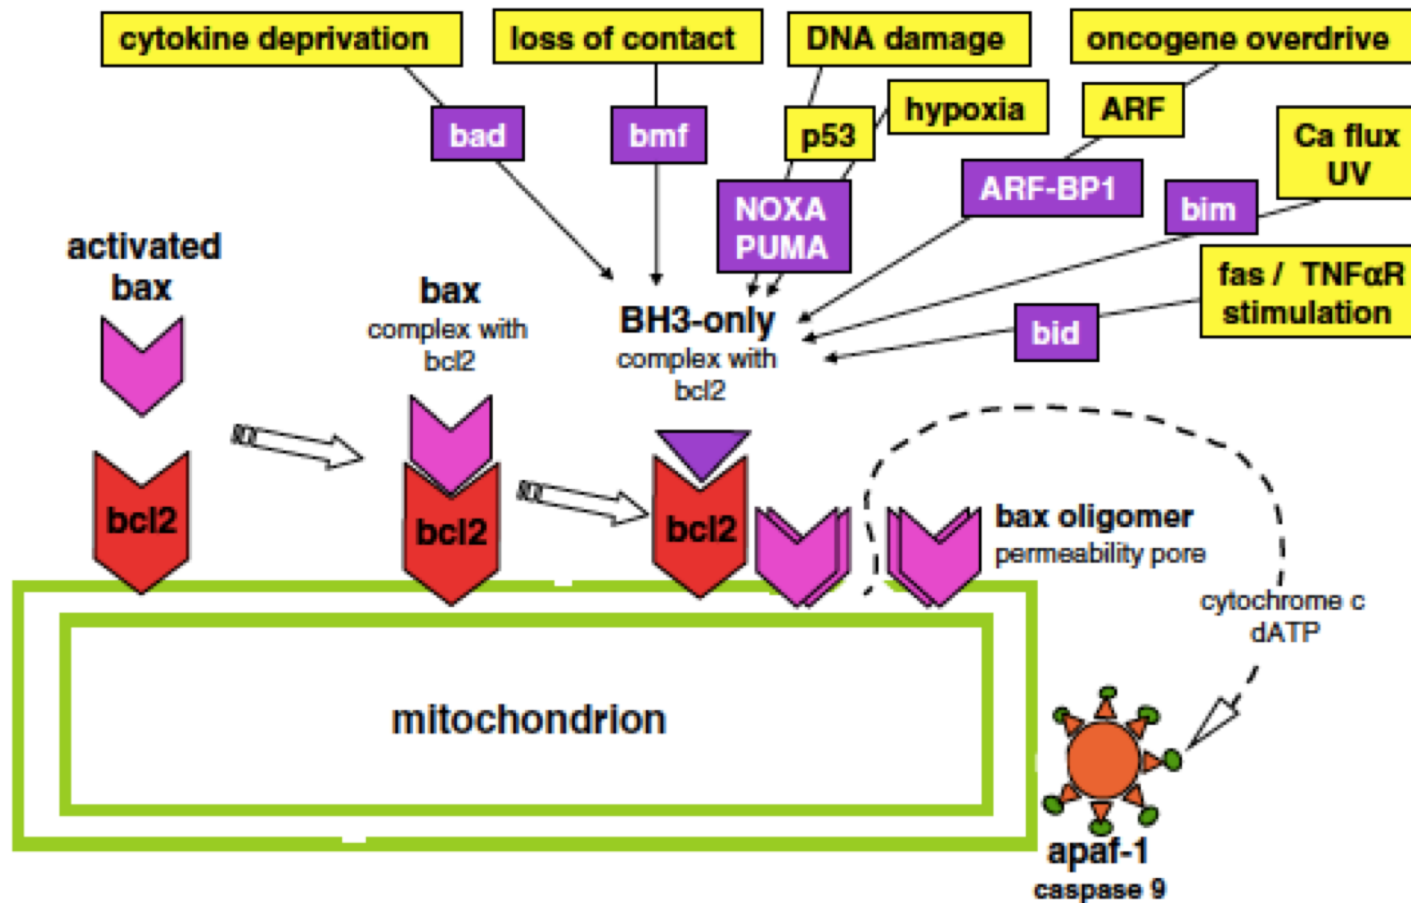 cytokine deprivation
loss of contact
DNA damage
oncogene overdrive
hypoxia
ARF
p53
bad
bmf
Ca flux
UV
ARF-BP1
NOXA
PUMA
bim
activated
bax
bax
complex with
bcl2
BH3-only
complex with
bcl2
fas / TNFαR
stimulation
bid
bcl2
bcl2
bcl2
bax oligomer
permeability pore
cytochrome c
dATP
mitochondrion
apaf-1
caspase 9